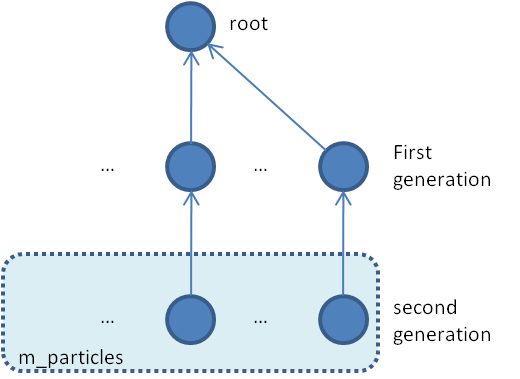 root
... ...
First
generation
... ...
second
generation
m_particles